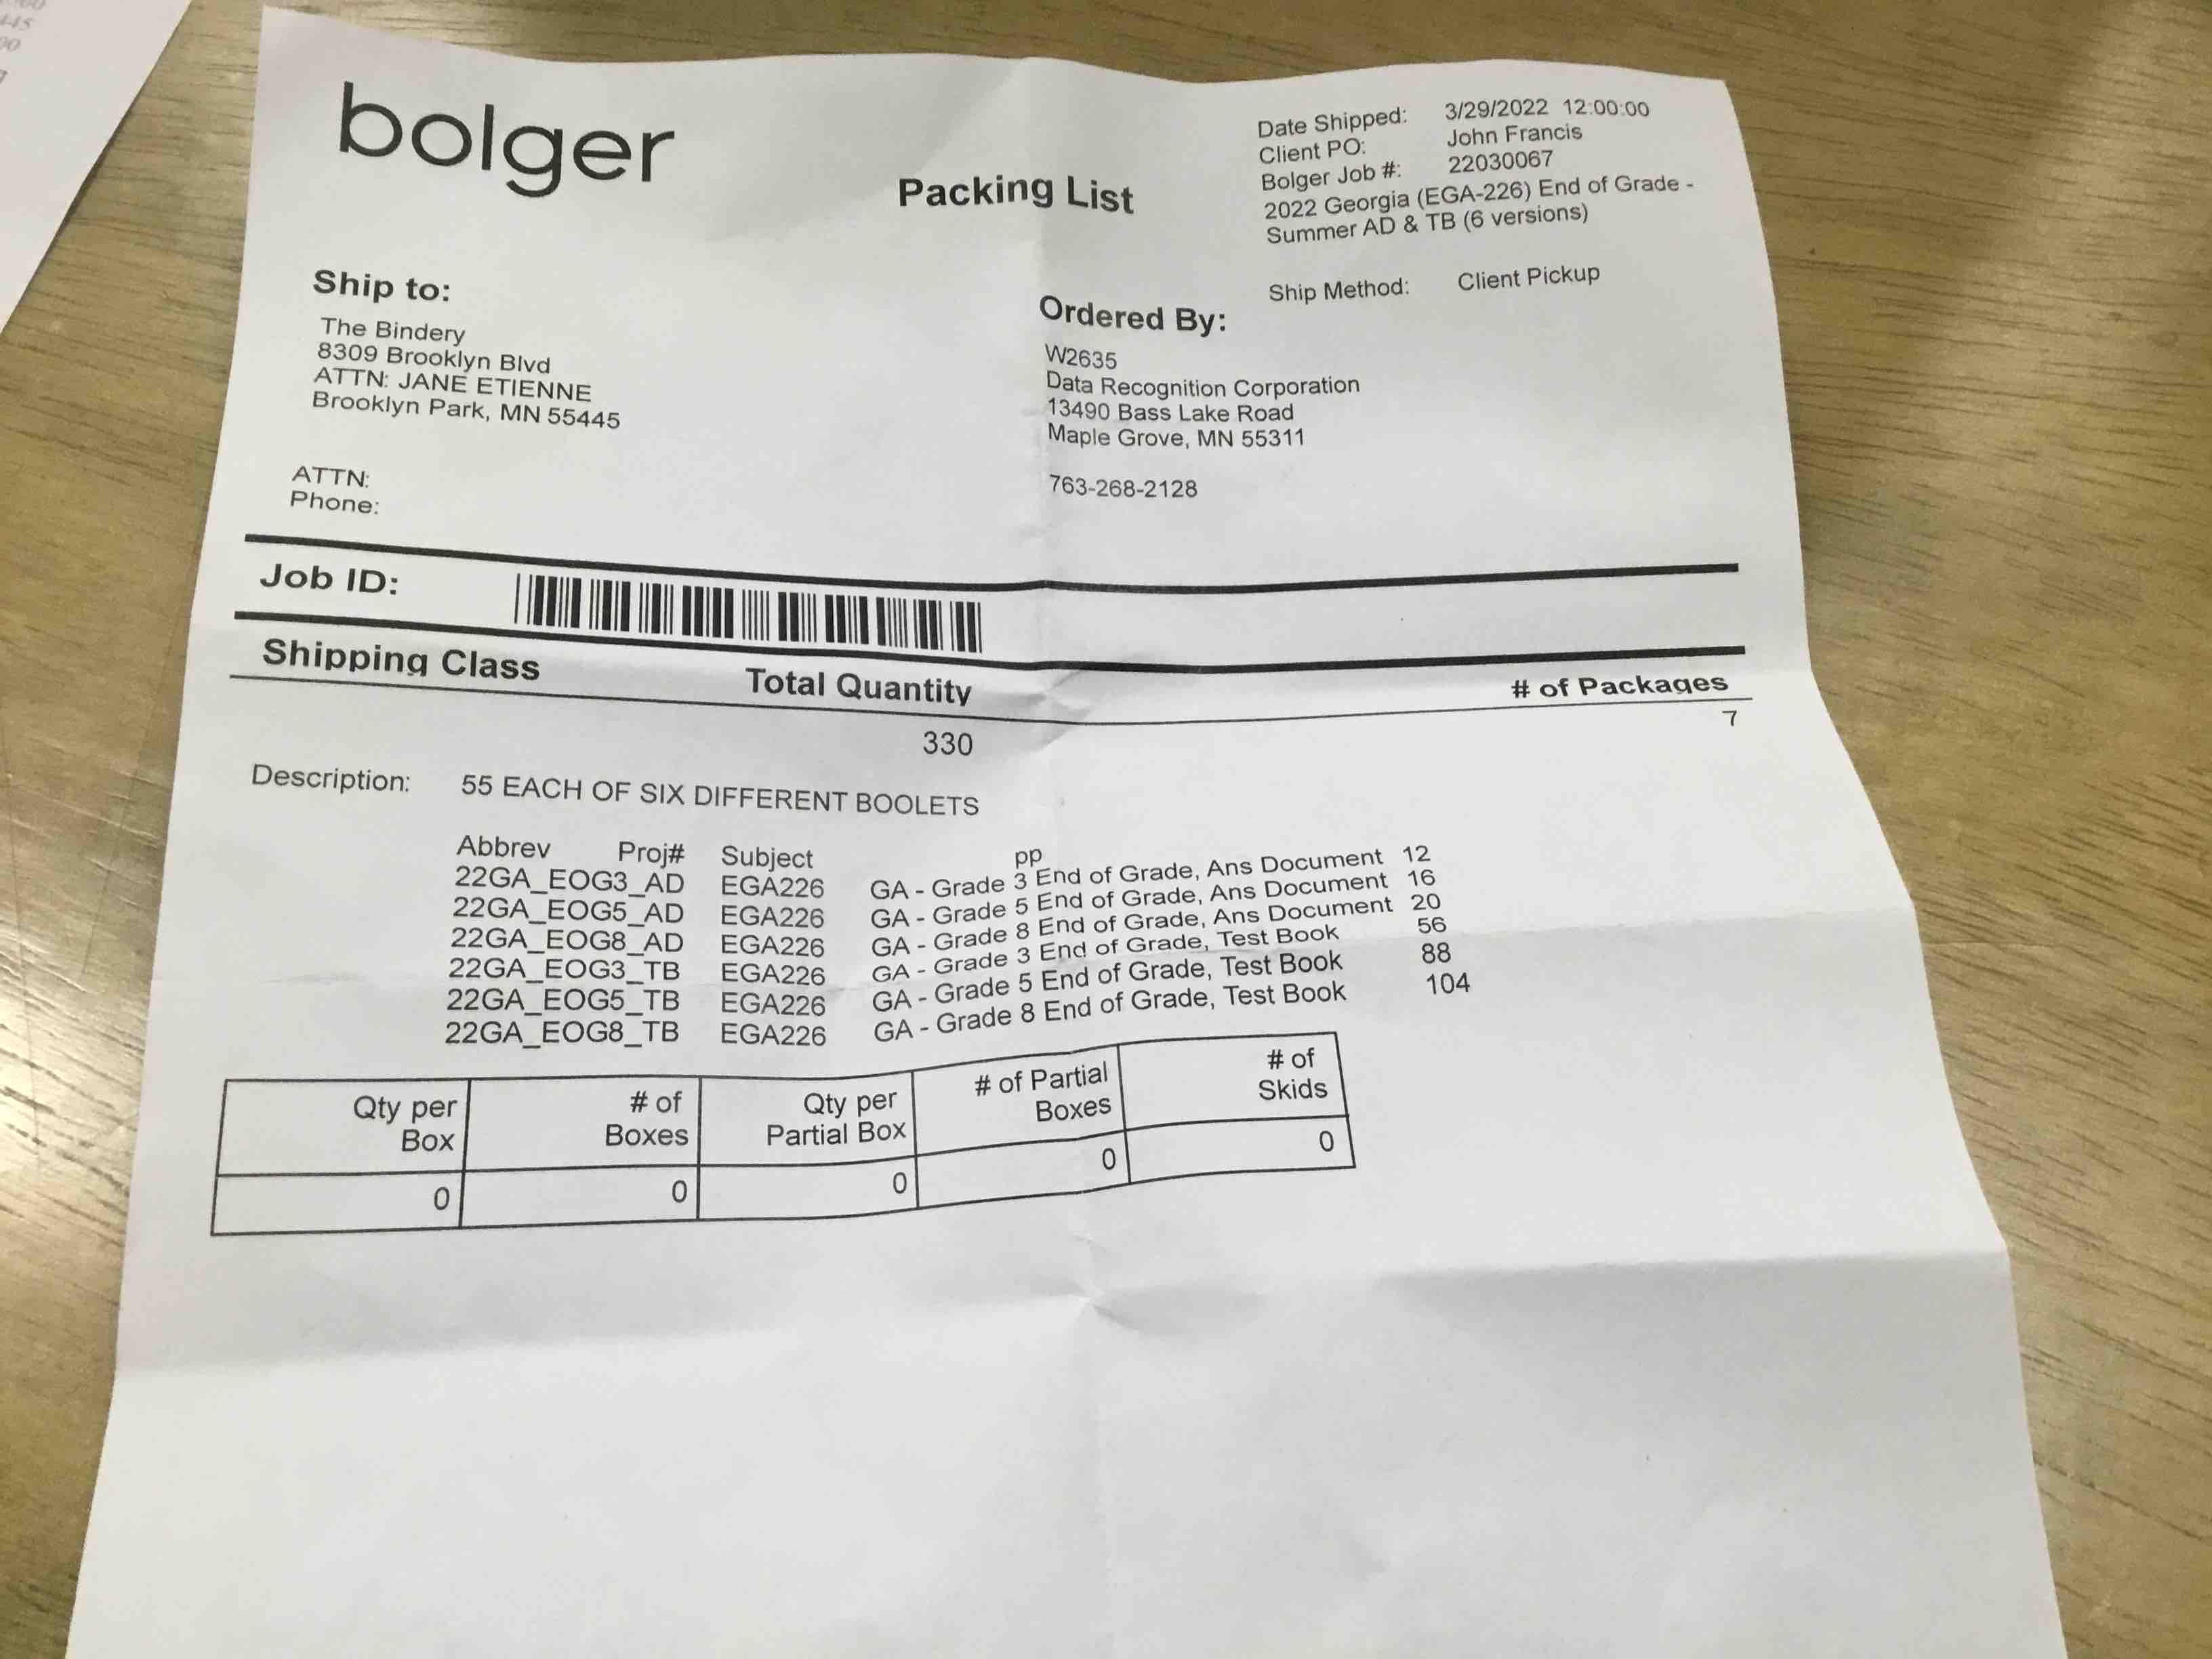 445
bolger
Packing List
Date Shipped: 3/29/2022 12:00:00
Client PO: John Francis
Bolger Job #: 22030067
2022 Georgia (EGA-226) End of Grade -
Summer AD & TB (6 versions)
Ship Method: Client Pickup
Ship to:
The Bindery
8309 Brooklyn Blvd
ATTN: JANE ETIENNE
Brooklyn Park, MN 55445
ATTN:
Phone:
Ordered By:
W2635
Data Recognition Corporation
13490 Bass Lake Road
Maple Grove, MN 55311
763-268-2128
Job ID:
Shipping Class Total Quantity # of Packages
330 7
Description: 55 EACH OF SIX DIFFERENT BOOLETS
Abbrev Proj# Subject pp
22GA_EOG3_AD EGA226 GA - Grade 3 End of Grade, Ans Document 12
22GA_EOG5_AD EGA226 GA - Grade 5 End of Grade, Ans Document 16
22GA_EOG8_AD EGA226 GA - Grade 8 End of Grade, Ans Document 20
22GA_EOG3_TB EGA226 GA - Grade 3 End of Grade, Test Book 56
22GA_EOG5_TB EGA226 GA - Grade 5 End of Grade, Test Book 88
22GA_EOG8_TB EGA226 GA - Grade 8 End of Grade, Test Book 104
Qty per # of Qty per # of Partial # of
Box Boxes Partial Box Boxes Skids
0 0 0 0 0